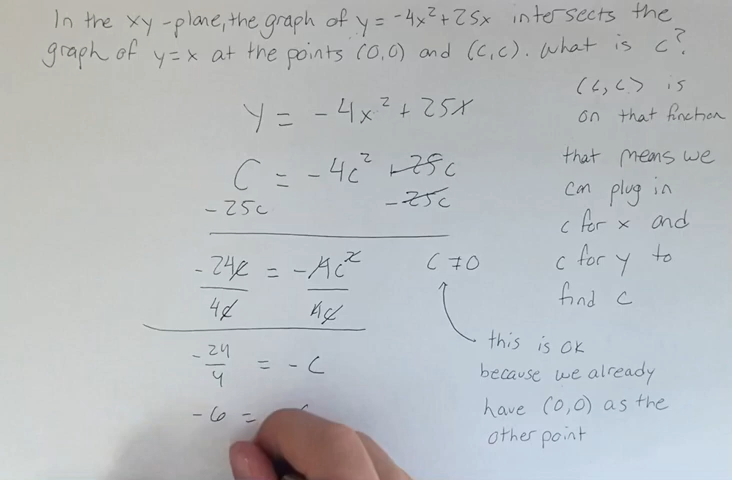 In the xy-plane, the graph of y = -4x² + 25x intersects the
graph of y=x at the points (0,0) and (c,c). What is c?
y = -4x² + 25x
c = -4c² + 25c
-25c -25c
-24c = -4c²
4c 4c
-24/4 = -c
-6 =
c ≠ 0
(c,c) is
on that function
that means we
can plug in
c for x and
c for y to
find c
this is ok
because we already
have (0,0) as the
other point